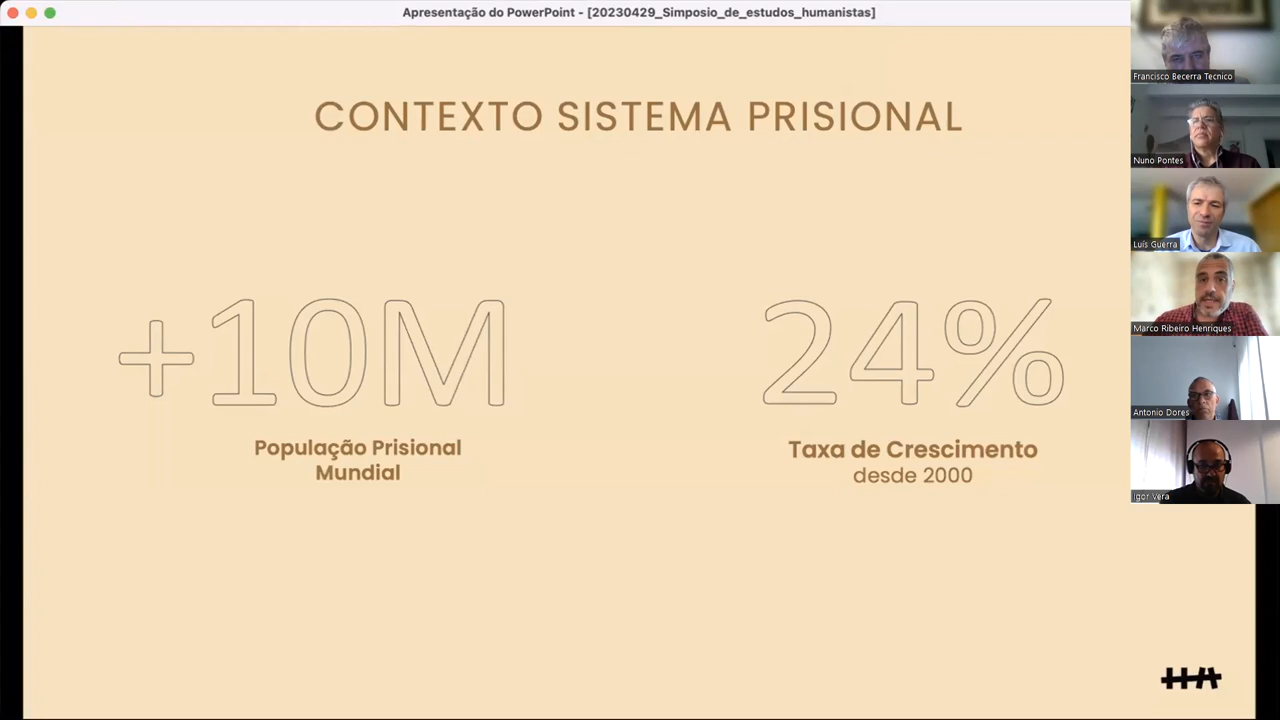 Apresentação do PowerPoint - [20230429_Simposio_de_estudos_humanistas]
CONTEXTO SISTEMA PRISIONAL
+10M
População Prisional
Mundial
24%
Taxa de Crescimento
desde 2000
Francisco Becerra Tecnico
Nuno Pontes
Luís Guerra
Marco Ribeiro Henriques
Antonio Dores
Igor Vera